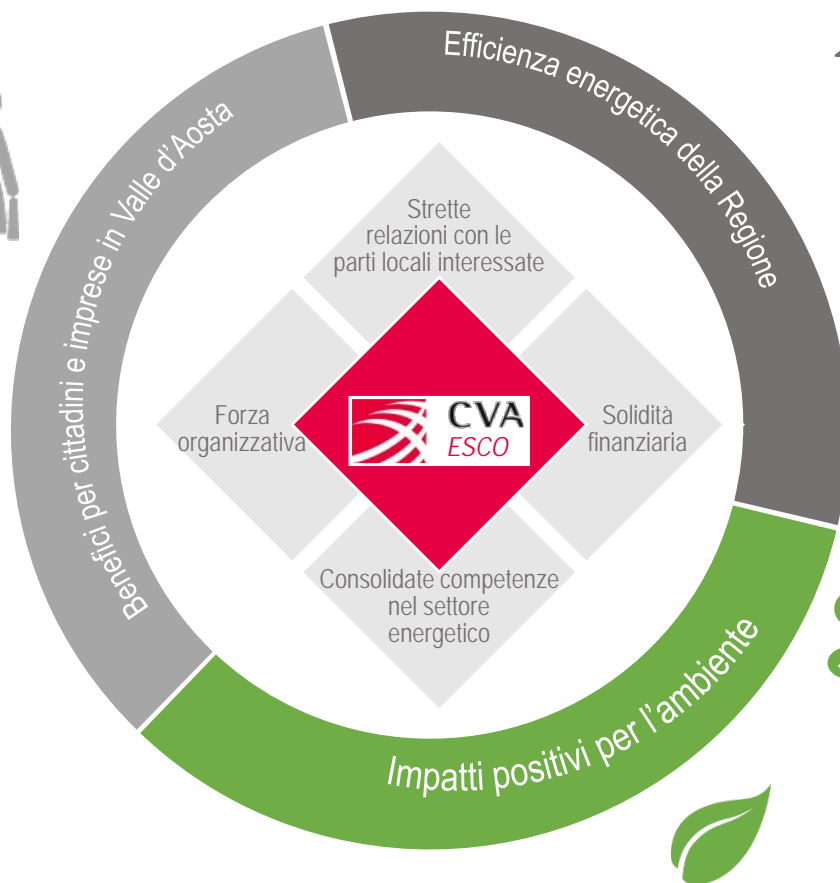 Efficienza energetica della Regione
Benefici per cittadini e imprese in Valle d'Aosta
Strette
relazioni con le
parti locali interessate
Forza
organizzativa
CVA
ESCO
Solidità
finanziaria
Consolidate competenze
nel settore
energetico
Impatti positivi per l'ambiente